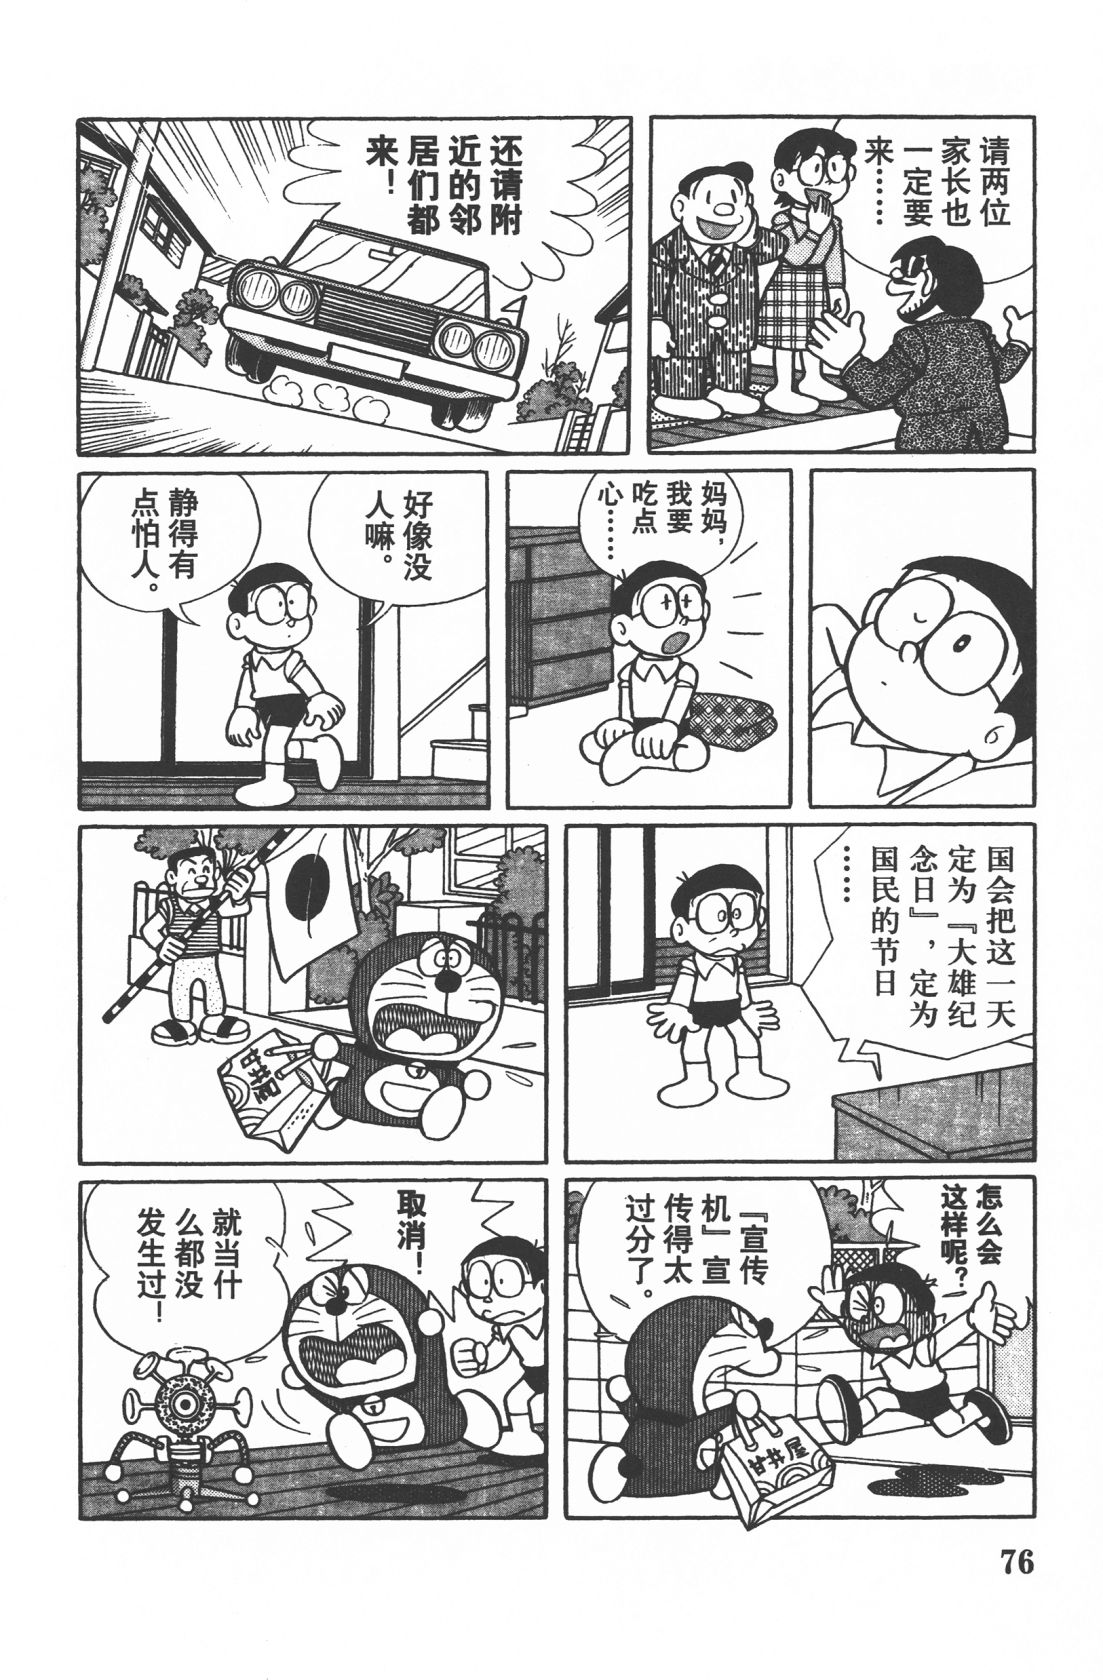 请两位
家长也
一定要
来……
还请附
近的邻
居们都
来！
妈妈，
我要
吃点
心……
好像没
人嘛。
静得有
点怕人。
国会把这一天
定为『大雄纪
念日』，定为
国民的节日
……
甘井屋
怎么会
这样呢？
『宣传
机』宣
传得太
过分了。
甘井屋
取消！
就当什
么都没
发生过！
76